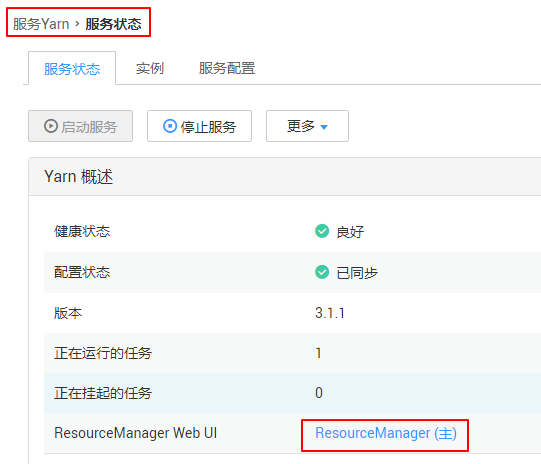 服务Yarn › 服务状态
服务状态 实例 服务配置
启动服务 停止服务 更多
Yarn 概述
健康状态 良好
配置状态 已同步
版本 3.1.1
正在运行的任务 1
正在挂起的任务 0
ResourceManager Web UI ResourceManager (主)